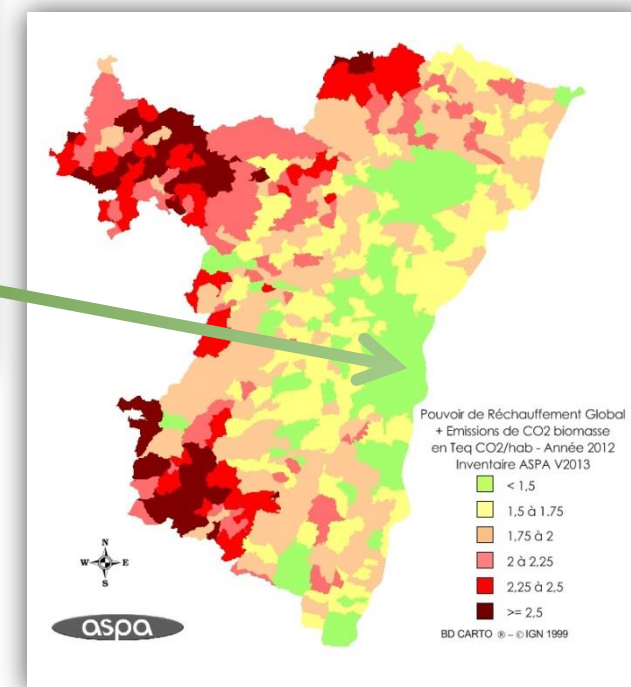 Pouvoir de Réchauffement Global
+ Emissions de CO2 biomasse
en Teq CO2/hab - Année 2012
Inventaire ASPA V2013
< 1,5
1,5 à 1,75
1,75 à 2
2 à 2,25
2,25 à 2,5
>= 2,5
BD CARTO ® – © IGN 1999
N
W E
S
aspa